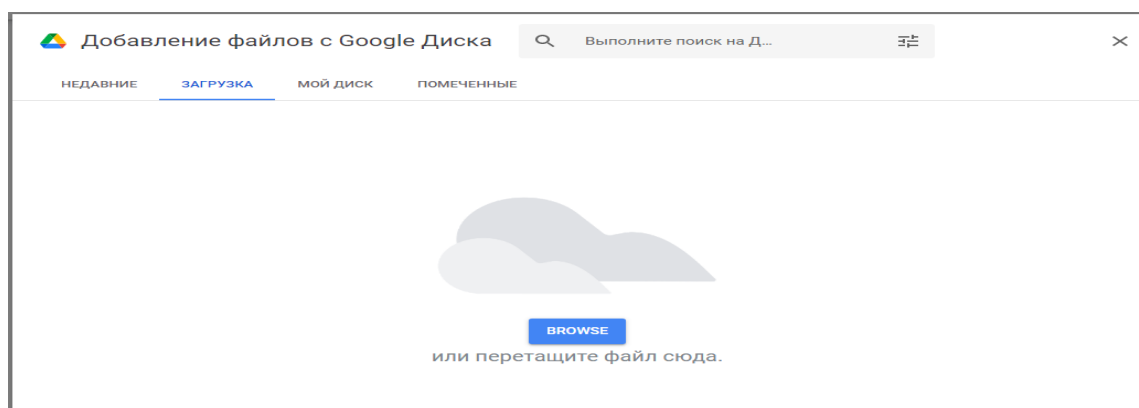 Добавление файлов с Google Диска
Выполните поиск на Д...
НЕДАВНИЕ ЗАГРУЗКА МОЙ ДИСК ПОМЕЧЕННЫЕ
BROWSE
или перетащите файл сюда.